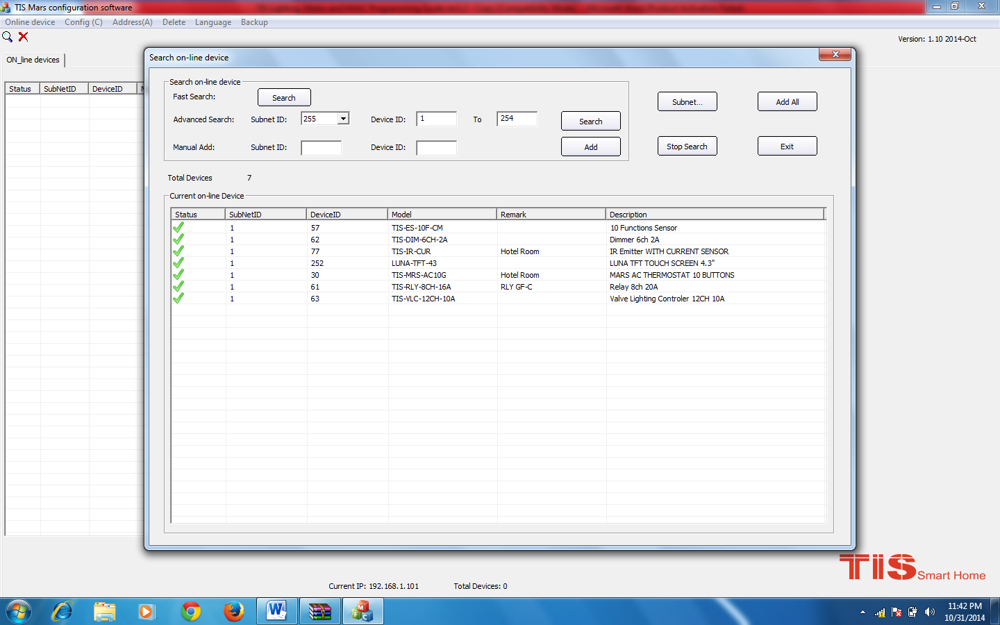 TIS Mars configuration software
Online device Config (C) Address(A) Delete Language Backup
Version: 1.10 2014-Oct
ON_line devices
Status SubNetID DeviceID
Search on-line device
Search on-line device
Fast Search: Search
Advanced Search: Subnet ID: 255 Device ID: 1 To 254 Search
Manual Add: Subnet ID: Device ID: Add
Subnet... Add All
Stop Search Exit
Total Devices 7
Current on-line Device
Status SubNetID DeviceID Model Remark Description
1 57 TIS-ES-10F-CM 10 Functions Sensor
1 62 TIS-DIM-6CH-2A Dimmer 6ch 2A
1 77 TIS-IR-CUR Hotel Room IR Emitter WITH CURRENT SENSOR
1 252 LUNA-TFT-43 LUNA TFT TOUCH SCREEN 4.3"
1 30 TIS-MRS-AC10G Hotel Room MARS AC THERMOSTAT 10 BUTTONS
1 61 TIS-RLY-8CH-16A RLY GF-C Relay 8ch 20A
1 63 TIS-VLC-12CH-10A Valve Lighting Controler 12CH 10A
TIS Smart Home
Current IP: 192.168.1.101 Total Devices: 0
11:42 PM
10/31/2014